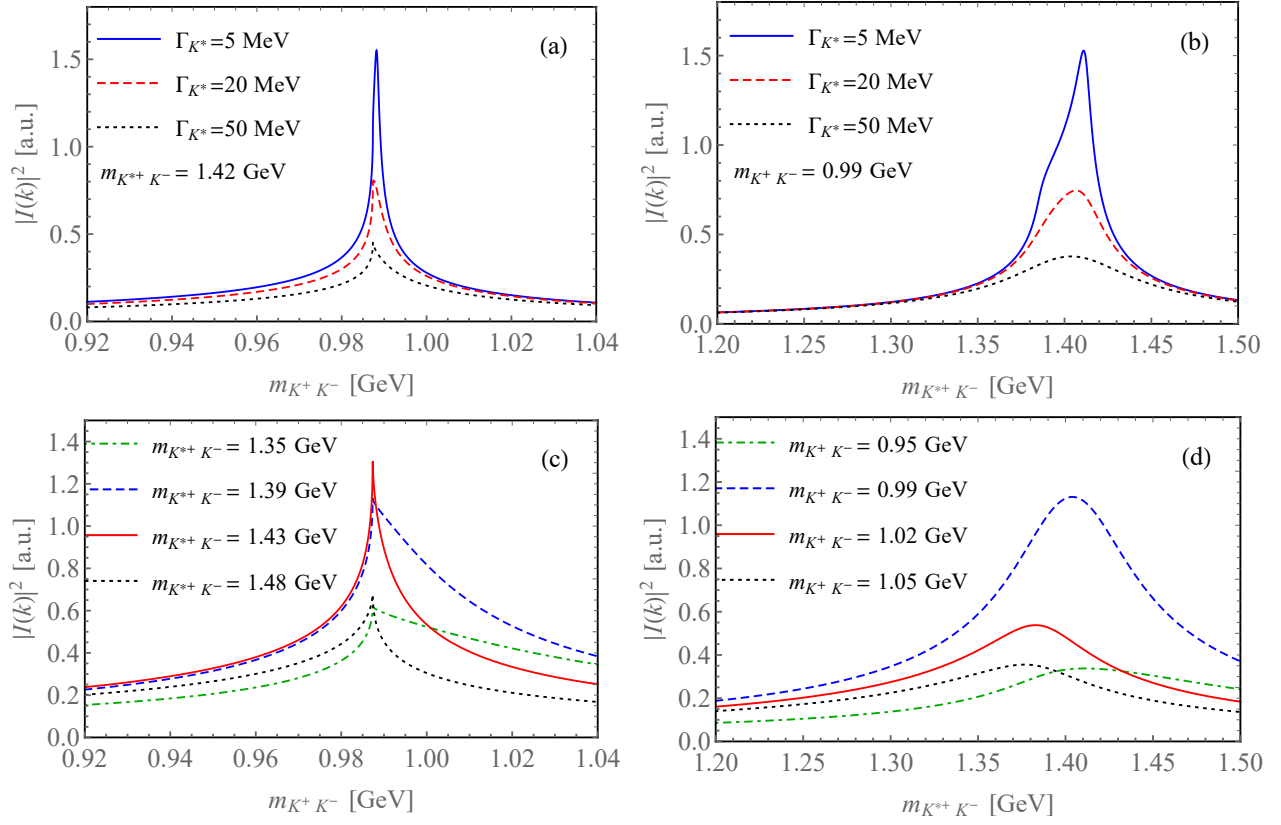 (a)
Γ_{K*}=5 MeV
Γ_{K*}=20 MeV
Γ_{K*}=50 MeV
m_{K*+ K−} = 1.42 GeV
|I(k)|² [a.u.]
1.5
1.0
0.5
0.0
0.92 0.94 0.96 0.98 1.00 1.02 1.04
m_{K+ K−} [GeV]
(b)
Γ_{K*}=5 MeV
Γ_{K*}=20 MeV
Γ_{K*}=50 MeV
m_{K+ K−} = 0.99 GeV
|I(k)|² [a.u.]
1.5
1.0
0.5
0.0
1.20 1.25 1.30 1.35 1.40 1.45 1.50
m_{K*+ K−} [GeV]
(c)
m_{K*+ K−} = 1.35 GeV
m_{K*+ K−} = 1.39 GeV
m_{K*+ K−} = 1.43 GeV
m_{K*+ K−} = 1.48 GeV
|I(k)|² [a.u.]
1.4
1.2
1.0
0.8
0.6
0.4
0.2
0.0
0.92 0.94 0.96 0.98 1.00 1.02 1.04
m_{K+ K−} [GeV]
(d)
m_{K+ K−} = 0.95 GeV
m_{K+ K−} = 0.99 GeV
m_{K+ K−} = 1.02 GeV
m_{K+ K−} = 1.05 GeV
|I(k)|² [a.u.]
1.4
1.2
1.0
0.8
0.6
0.4
0.2
0.0
1.20 1.25 1.30 1.35 1.40 1.45 1.50
m_{K*+ K−} [GeV]